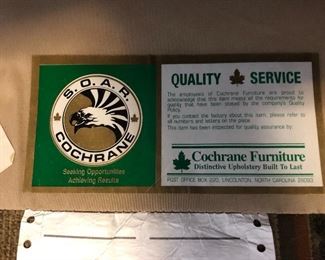 S.O.A.R.
COCHRANE
Seeking Opportunities
Achieving Results
QUALITY SERVICE
The employees of Cochrane Furniture are proud to
acknowledge that this item meets all the requirements for
quality that have been stated by the company's Quality
Policy.
If you contact the factory about this item, please refer to
all numbers and letters on this piece.
This item has been inspected for quality assurance by:
Cochrane Furniture
Distinctive Upholstery Built To Last
POST OFFICE BOX 220, LINCOLNTON, NORTH CAROLINA 28093